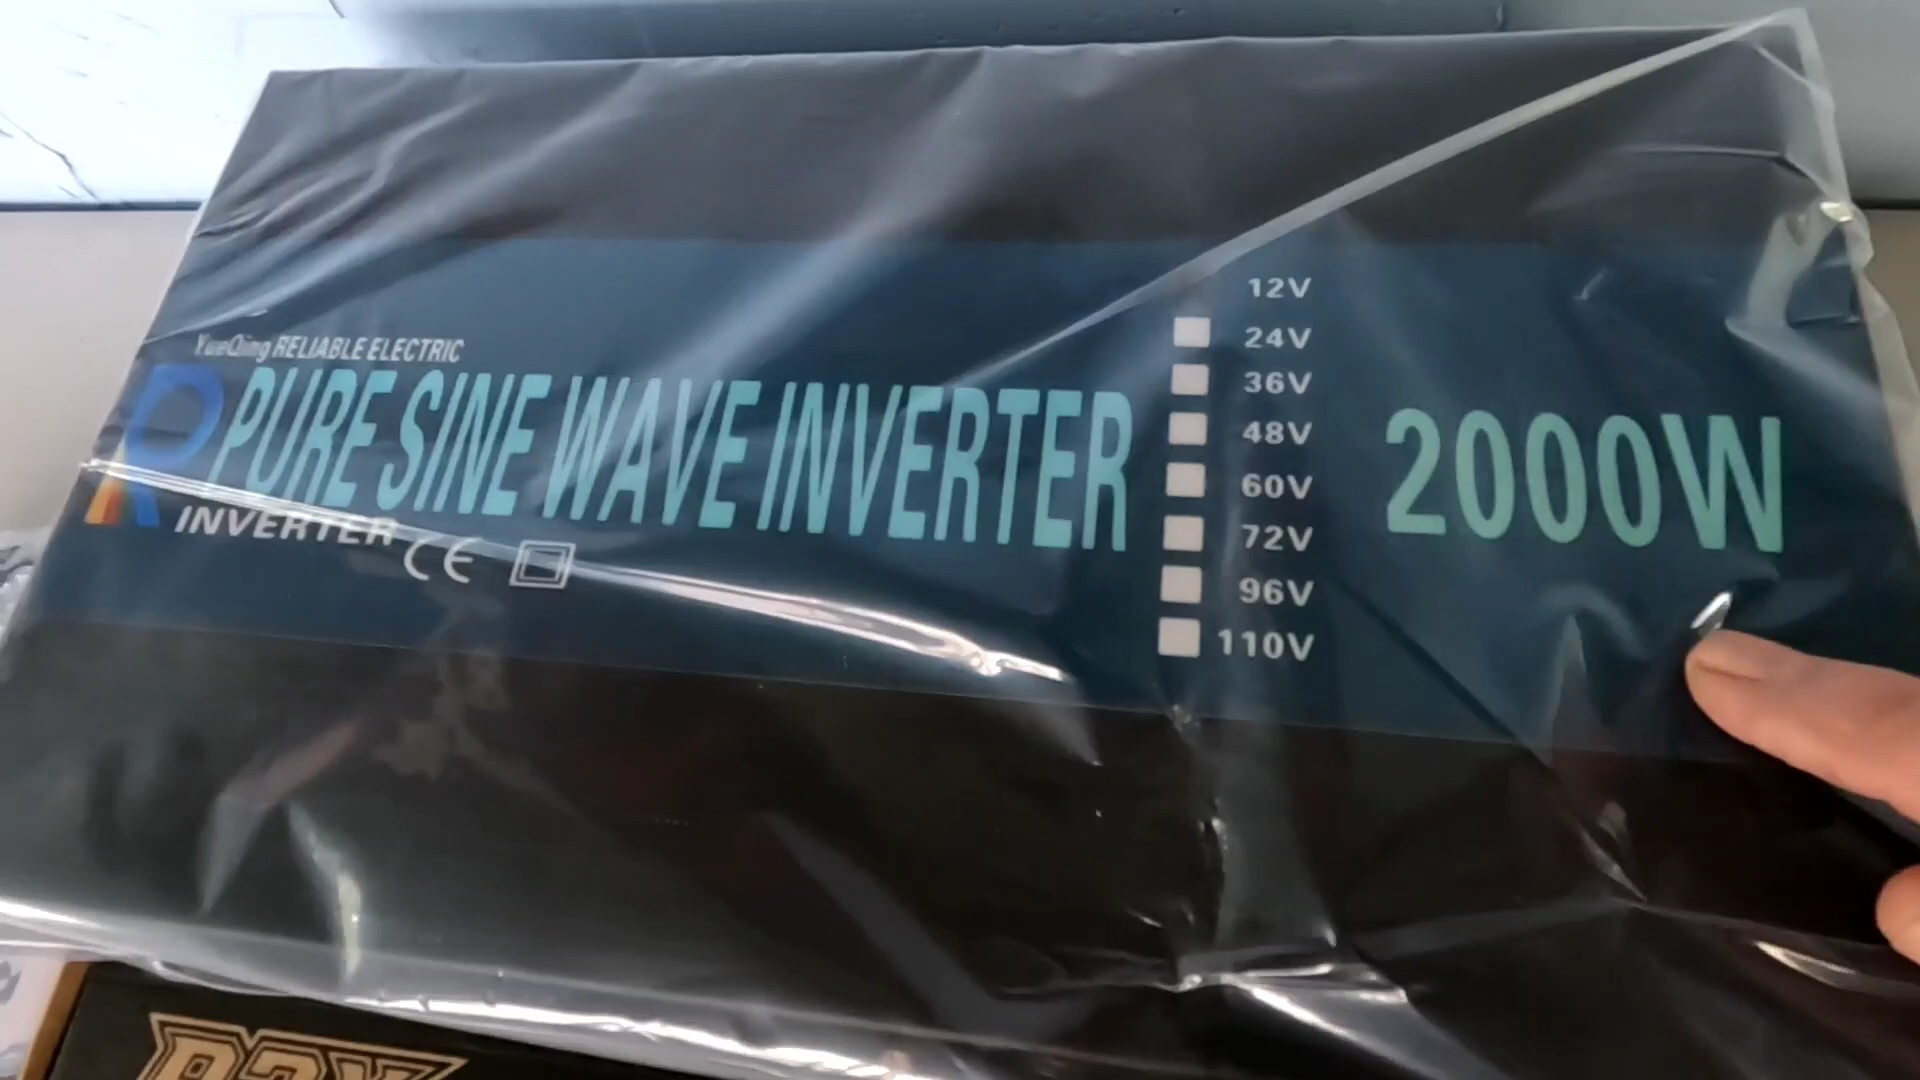 YueQing RELIABLE ELECTRIC
PURE SINE WAVE INVERTER
INVERTER
CE
12V
24V
36V
48V
60V
72V
96V
110V
2000W